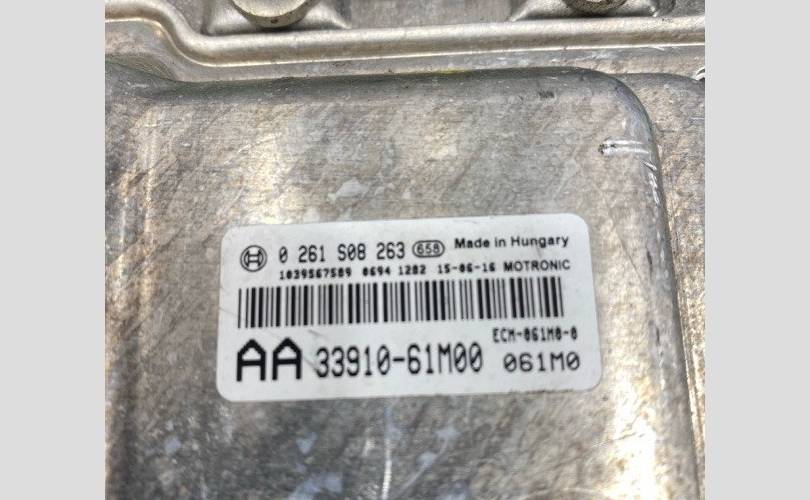 0 261 S08 263 658 Made in Hungary
1039567589 0694 1282 15-06-16 MOTRONIC
ECM-061M0-0
AA 33910-61M00 061M0